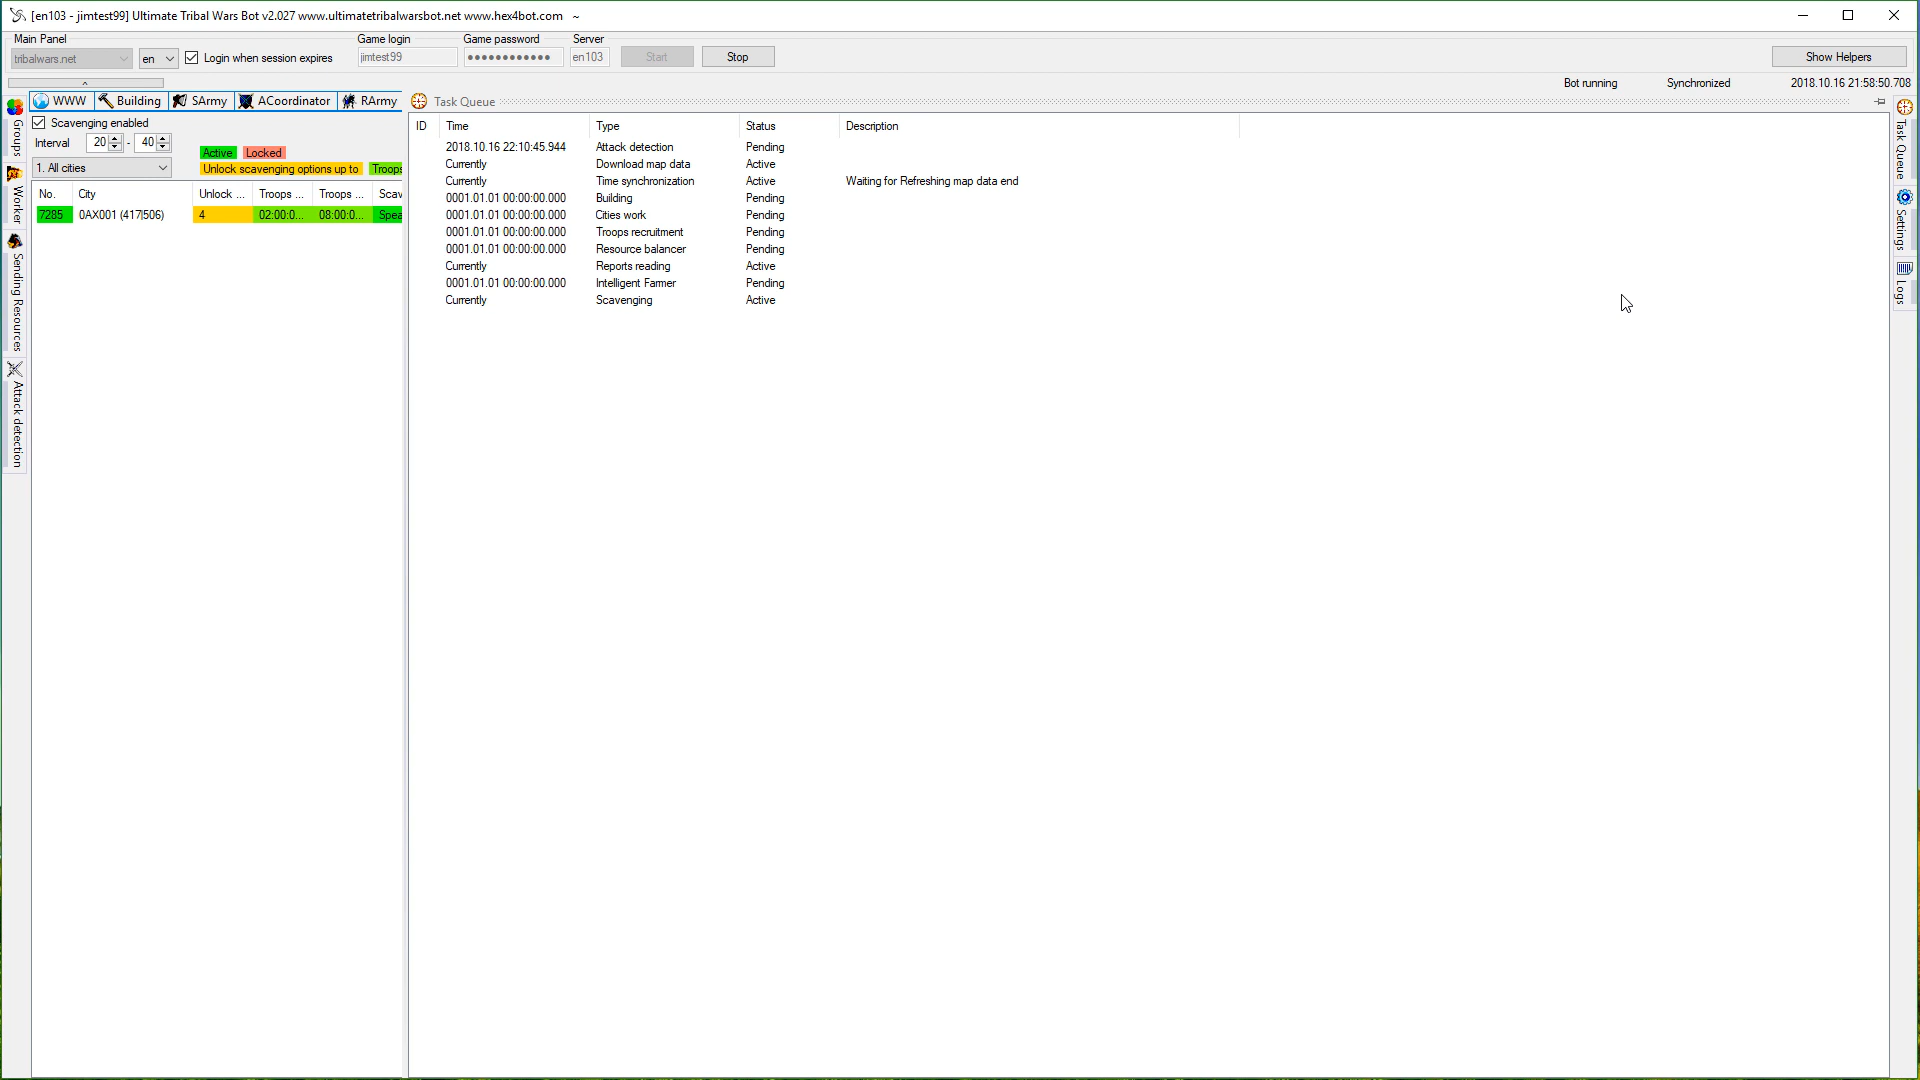 [en103 - jimtest99] Ultimate Tribal Wars Bot v2.027 www.ultimatetribalwarsbot.net www.hex4bot.com ~
Main Panel
Game login
Game password
Server
tribalwars.net
en
Login when session expires
jimtest99
●●●●●●●●●●●●
en103
Start
Stop
Show Helpers
Bot running
Synchronized
2018.10.16 21:58:50.708
WWW
Building
SArmy
ACoordinator
RArmy
Task Queue
Groups
Worker
Sending Resources
Attack detection
Scavenging enabled
Interval
20
-
40
Active
Locked
1. All cities
Unlock scavenging options up to
Troops
No.
City
Unlock ...
Troops ...
Troops ...
Scav
7285
0AX001 (417|506)
4
02:00:0...
08:00:0...
Spea
ID
Time
Type
Status
Description
2018.10.16 22:10:45.944 Attack detection Pending
Currently Download map data Active
Currently Time synchronization Active Waiting for Refreshing map data end
0001.01.01 00:00:00.000 Building Pending
0001.01.01 00:00:00.000 Cities work Pending
0001.01.01 00:00:00.000 Troops recruitment Pending
0001.01.01 00:00:00.000 Resource balancer Pending
Currently Reports reading Active
0001.01.01 00:00:00.000 Intelligent Farmer Pending
Currently Scavenging Active
Task Queue
Settings
Logs